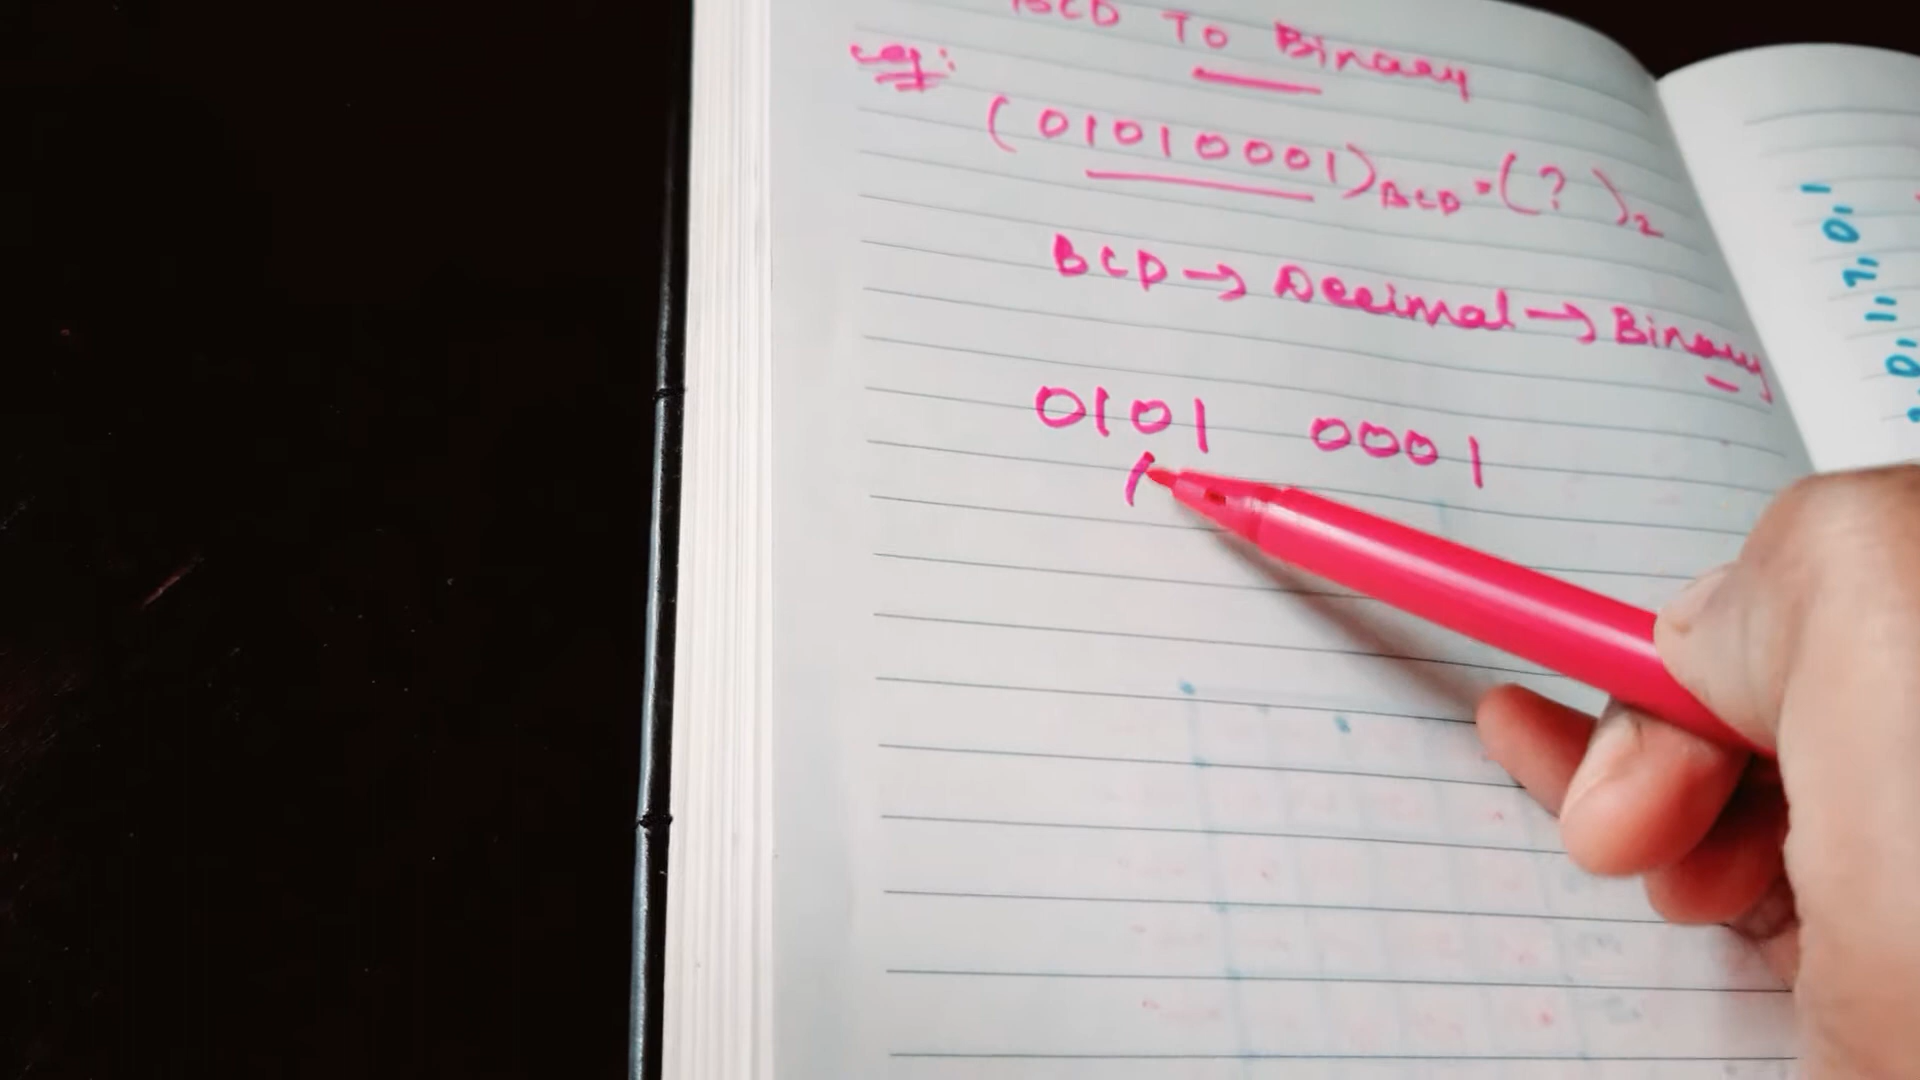 BCD To Binary
eg:
(01010001)BCD = (?)2
BCD → Decimal → Binary
0101 0001